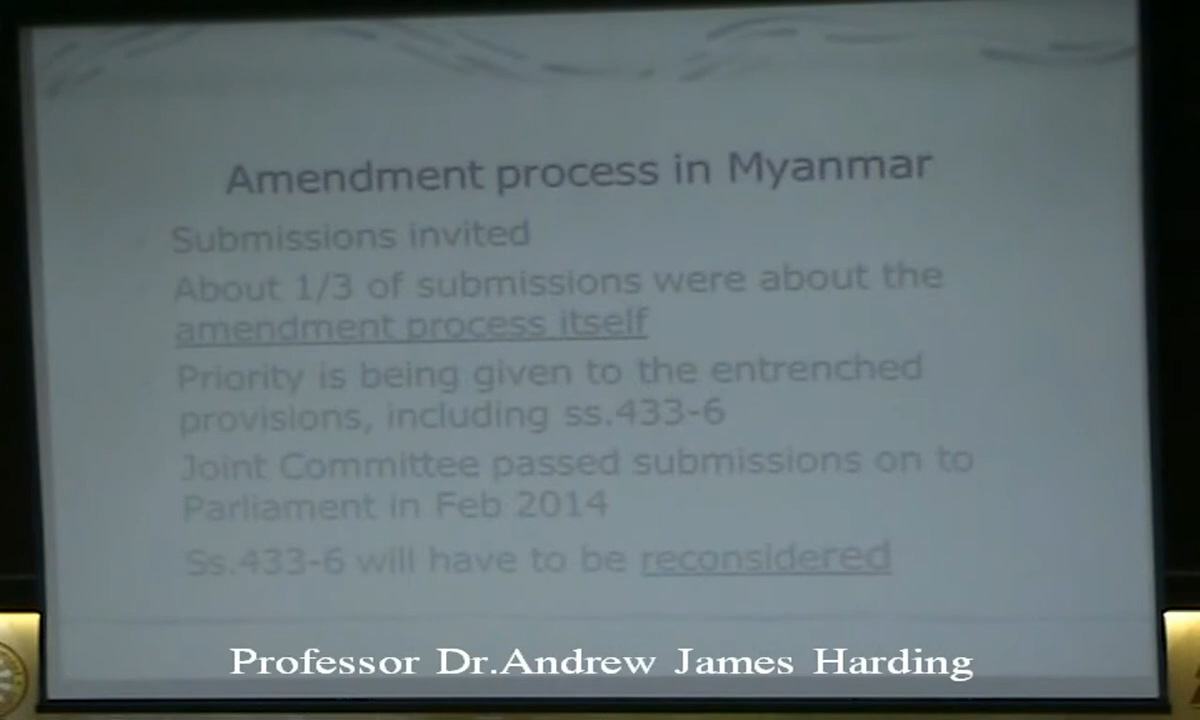 Amendment process in Myanmar
Submissions invited
About 1/3 of submissions were about the
amendment process itself
Priority is being given to the entrenched
provisions, including ss.433-6
Joint Committee passed submissions on to
Parliament in Feb 2014
Ss.433-6 will have to be reconsidered
Professor Dr.Andrew James Harding